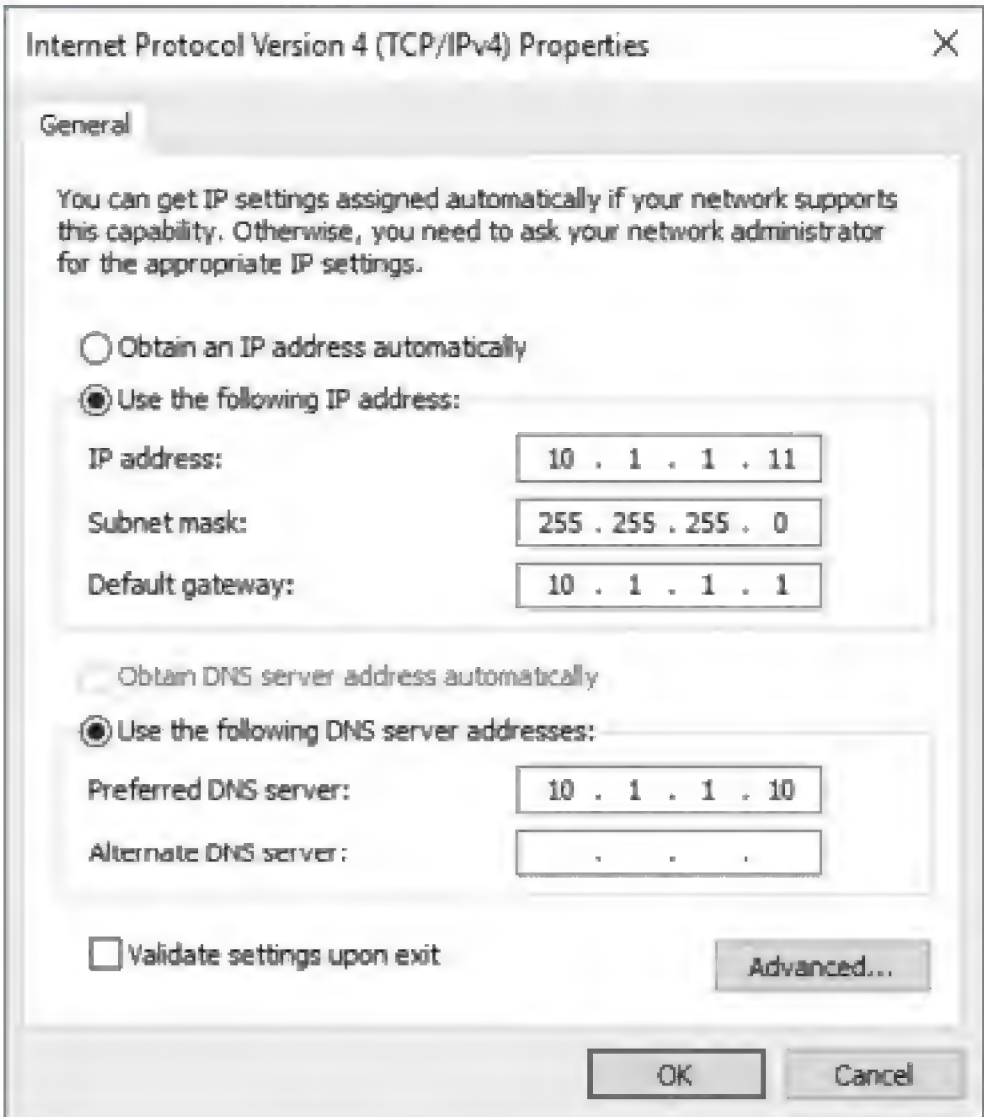 Internet Protocol Version 4 (TCP/IPv4) Properties
General
You can get IP settings assigned automatically if your network supports
this capability. Otherwise, you need to ask your network administrator
for the appropriate IP settings.
Obtain an IP address automatically
Use the following IP address:
IP address: 10 . 1 . 1 . 11
Subnet mask: 255 . 255 . 255 . 0
Default gateway: 10 . 1 . 1 . 1
Obtain DNS server address automatically
Use the following DNS server addresses:
Preferred DNS server: 10 . 1 . 1 . 10
Alternate DNS server: . . .
Validate settings upon exit
Advanced...
OK Cancel